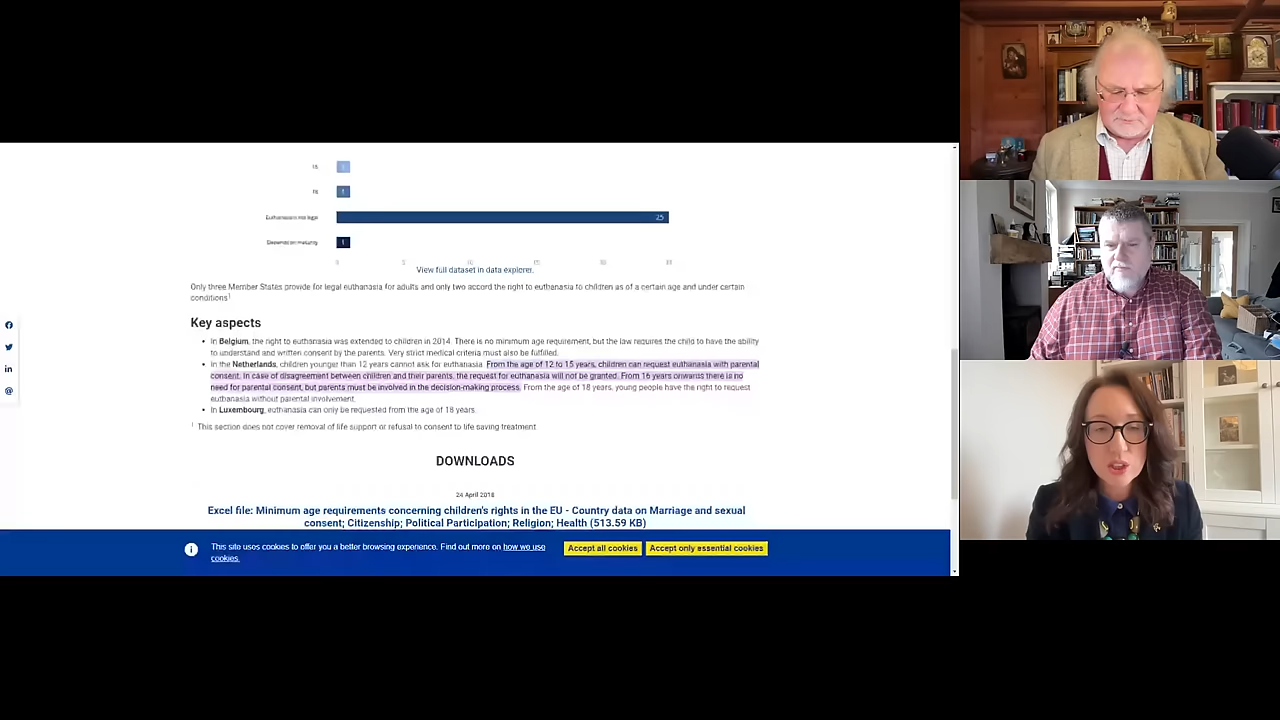 Euthanasia not legal
25
Depends on maturity
1
View full dataset in data explorer.
Only three Member States provide for legal euthanasia for adults and only two accord the right to euthanasia to children as of a certain age and under certain
conditions1
Key aspects
In Belgium, the right to euthanasia was extended to children in 2014. There is no minimum age requirement, but the law requires the child to have the ability
to understand and written consent by the parents. Very strict medical criteria must also be fulfilled.
In the Netherlands, children younger than 12 years cannot ask for euthanasia. From the age of 12 to 15 years, children can request euthanasia with parental
consent. In case of disagreement between children and their parents, the request for euthanasia will not be granted. From 16 years onwards there is no
need for parental consent, but parents must be involved in the decision-making process. From the age of 18 years, young people have the right to request
euthanasia without parental involvement.
In Luxembourg, euthanasia can only be requested from the age of 18 years.
1 This section does not cover removal of life support or refusal to consent to life saving treatment.
DOWNLOADS
24 April 2018
Excel file: Minimum age requirements concerning children's rights in the EU - Country data on Marriage and sexual
consent; Citizenship; Political Participation; Religion; Health (513.59 KB)
This site uses cookies to offer you a better browsing experience. Find out more on how we use
cookies.
Accept all cookies
Accept only essential cookies